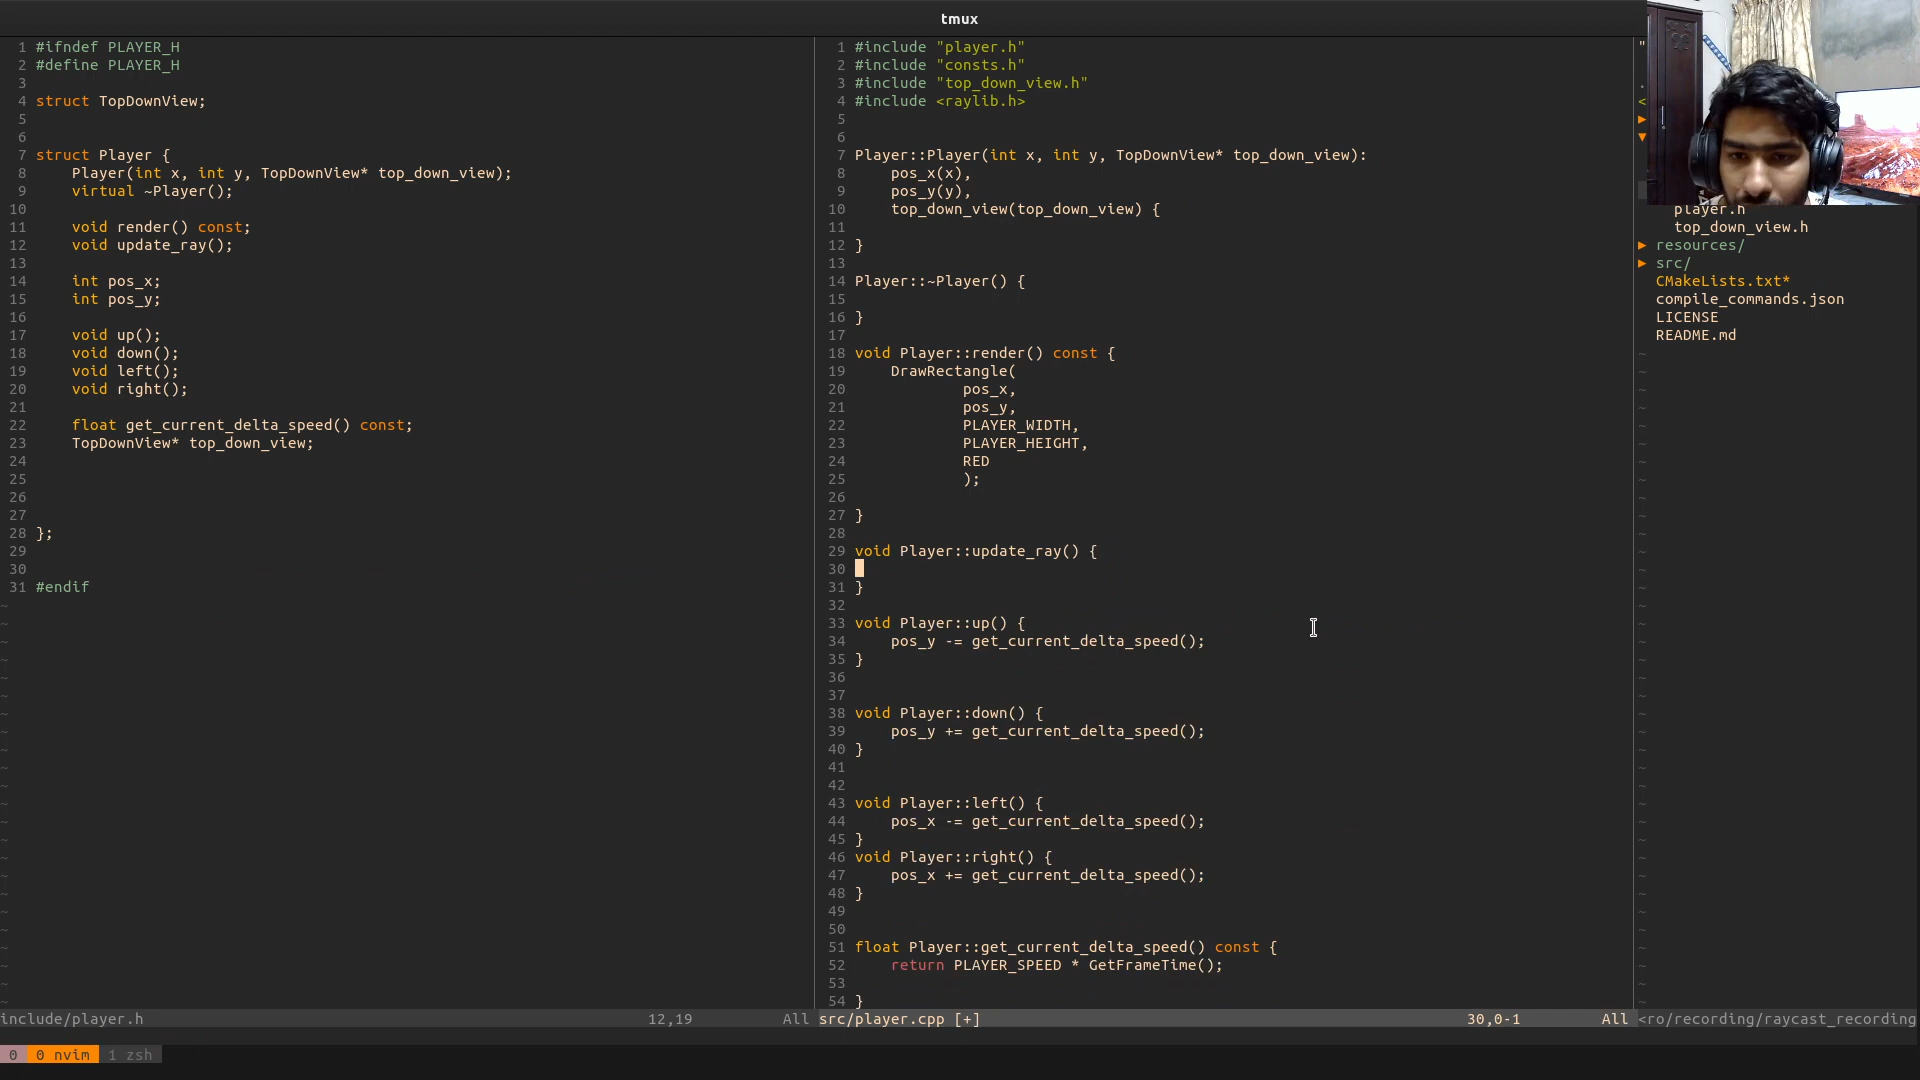 tmux
1 #ifndef PLAYER_H
2 #define PLAYER_H
3
4 struct TopDownView;
5
6
7 struct Player {
8 Player(int x, int y, TopDownView* top_down_view);
9 virtual ~Player();
10
11 void render() const;
12 void update_ray();
13
14 int pos_x;
15 int pos_y;
16
17 void up();
18 void down();
19 void left();
20 void right();
21
22 float get_current_delta_speed() const;
23 TopDownView* top_down_view;
24
25
26
27
28 };
29
30
31 #endif
include/player.h 12,19 All
1 #include "player.h"
2 #include "consts.h"
3 #include "top_down_view.h"
4 #include <raylib.h>
5
6
7 Player::Player(int x, int y, TopDownView* top_down_view):
8 pos_x(x),
9 pos_y(y),
10 top_down_view(top_down_view) {
11
12 }
13
14 Player::~Player() {
15
16 }
17
18 void Player::render() const {
19 DrawRectangle(
20 pos_x,
21 pos_y,
22 PLAYER_WIDTH,
23 PLAYER_HEIGHT,
24 RED
25 );
26
27 }
28
29 void Player::update_ray() {
30
31 }
32
33 void Player::up() {
34 pos_y -= get_current_delta_speed();
35 }
36
37
38 void Player::down() {
39 pos_y += get_current_delta_speed();
40 }
41
42
43 void Player::left() {
44 pos_x -= get_current_delta_speed();
45 }
46 void Player::right() {
47 pos_x += get_current_delta_speed();
48 }
49
50
51 float Player::get_current_delta_speed() const {
52 return PLAYER_SPEED * GetFrameTime();
53
54 }
src/player.cpp [+] 30,0-1 All
player.h
top_down_view.h
▶ resources/
▶ src/
CMakeLists.txt*
compile_commands.json
LICENSE
README.md
<ro/recording/raycast_recording
0 0 nvim 1 zsh